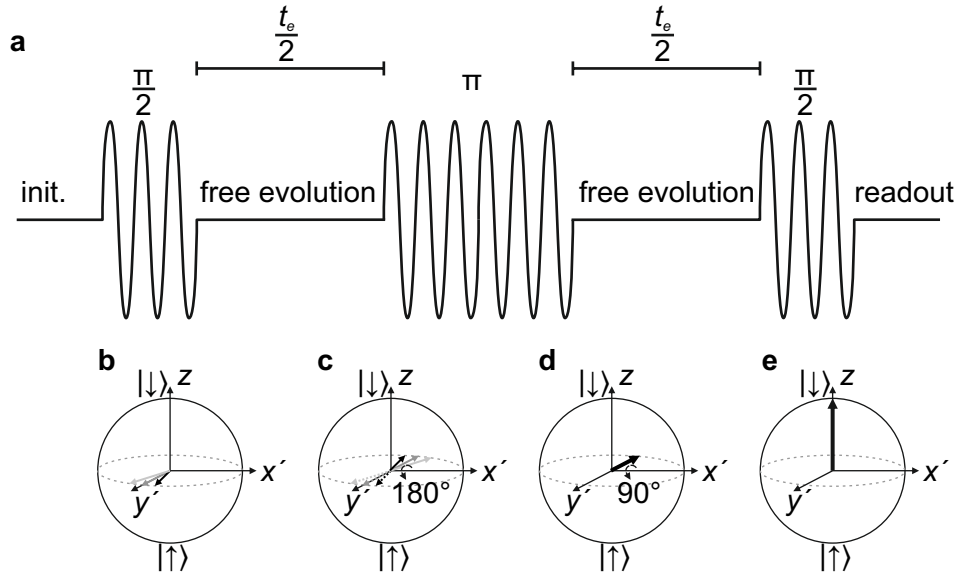 a
t_e/2 t_e/2
π/2 π π/2
init. free evolution free evolution readout
b c d e
|↓⟩ z |↓⟩ z |↓⟩ z |↓⟩ z
x´ x´ x´ x´
y´ y´ 180° y´ 90° y´
|↑⟩ |↑⟩ |↑⟩ |↑⟩